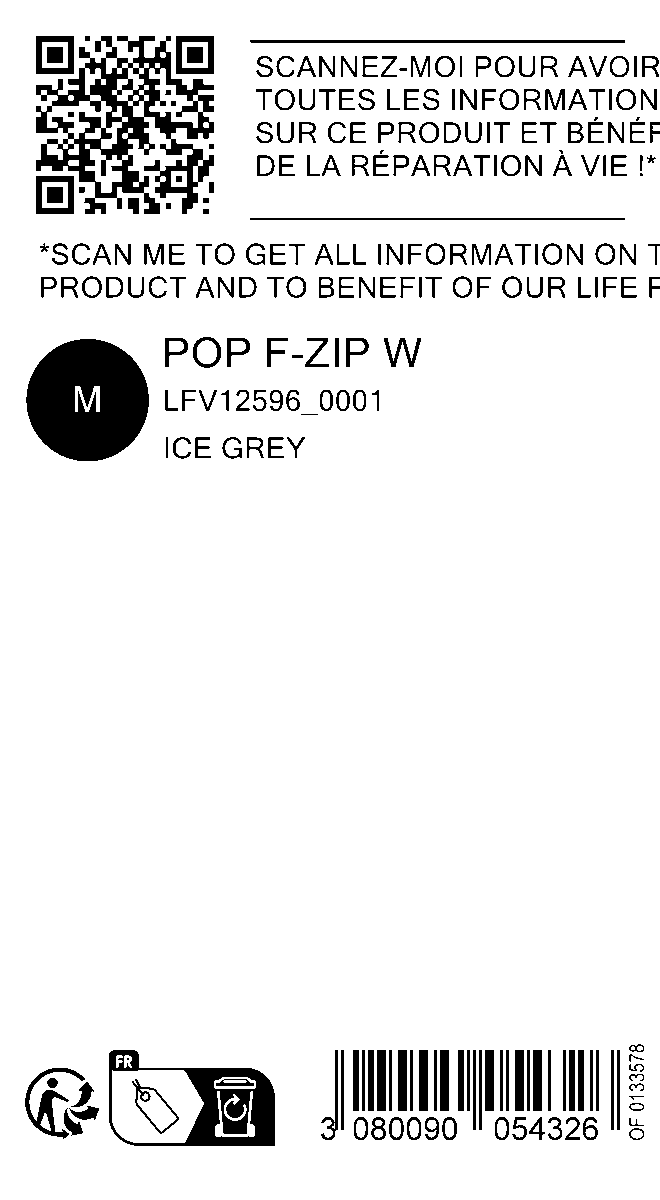 SCANNEZ-MOI POUR AVOIR
TOUTES LES INFORMATION
SUR CE PRODUIT ET BÉNÉF
DE LA RÉPARATION À VIE !*
*SCAN ME TO GET ALL INFORMATION ON T
PRODUCT AND TO BENEFIT OF OUR LIFE
POP F-ZIP W
M
LFV12596_0001
ICE GREY
FR
3 080090 054326
OF 0133578